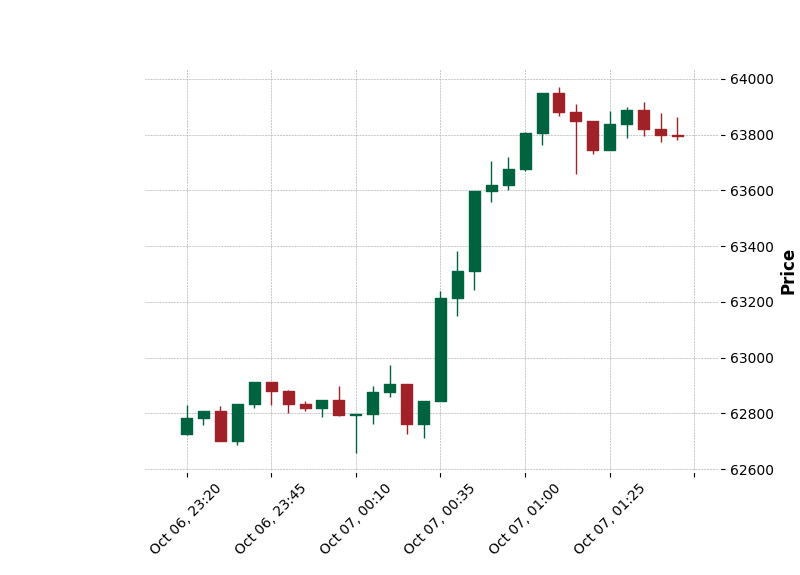 64000
63800
63600
63400
63200
63000
62800
62600
Price
Oct 06, 23:20
Oct 06, 23:45
Oct 07, 00:10
Oct 07, 00:35
Oct 07, 01:00
Oct 07, 01:25